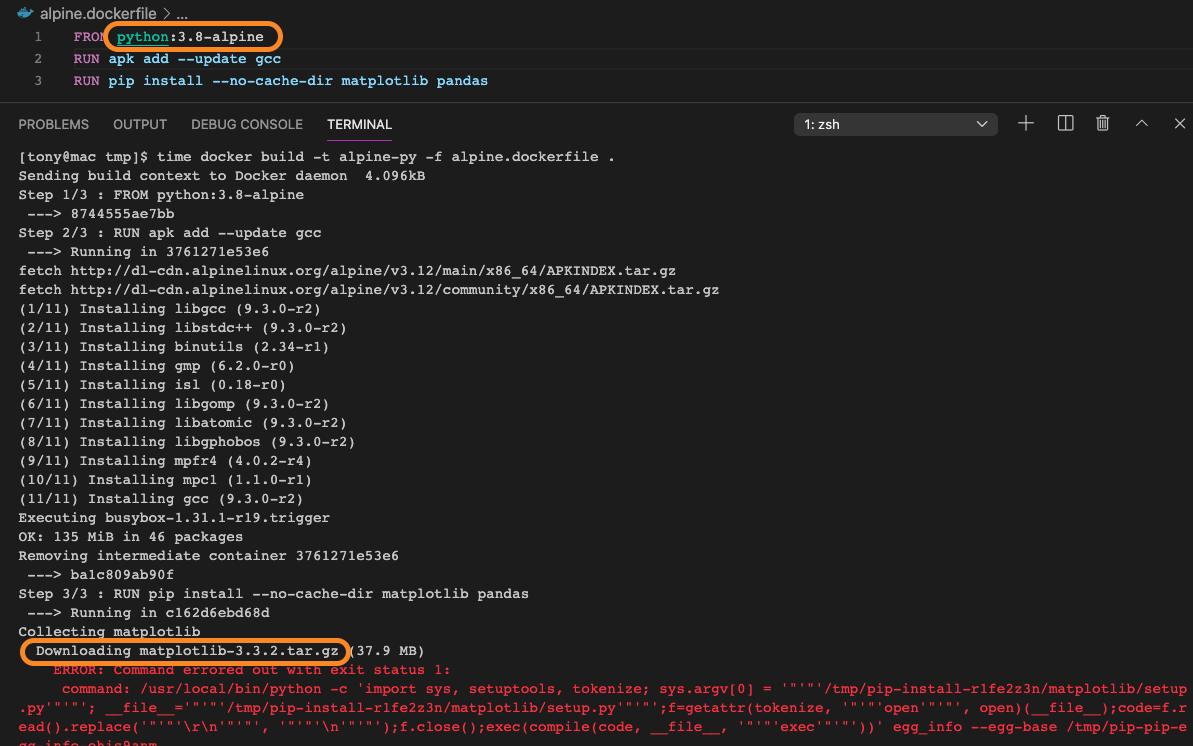 alpine.dockerfile > ...
1 FROM python:3.8-alpine
2 RUN apk add --update gcc
3 RUN pip install --no-cache-dir matplotlib pandas
PROBLEMS OUTPUT DEBUG CONSOLE TERMINAL 1: zsh
[tony@mac tmp]$ time docker build -t alpine-py -f alpine.dockerfile .
Sending build context to Docker daemon  4.096kB
Step 1/3 : FROM python:3.8-alpine
 ---> 8744555ae7bb
Step 2/3 : RUN apk add --update gcc
 ---> Running in 3761271e53e6
fetch http://dl-cdn.alpinelinux.org/alpine/v3.12/main/x86_64/APKINDEX.tar.gz
fetch http://dl-cdn.alpinelinux.org/alpine/v3.12/community/x86_64/APKINDEX.tar.gz
(1/11) Installing libgcc (9.3.0-r2)
(2/11) Installing libstdc++ (9.3.0-r2)
(3/11) Installing binutils (2.34-r1)
(4/11) Installing gmp (6.2.0-r0)
(5/11) Installing isl (0.18-r0)
(6/11) Installing libgomp (9.3.0-r2)
(7/11) Installing libatomic (9.3.0-r2)
(8/11) Installing libgphobos (9.3.0-r2)
(9/11) Installing mpfr4 (4.0.2-r4)
(10/11) Installing mpc1 (1.1.0-r1)
(11/11) Installing gcc (9.3.0-r2)
Executing busybox-1.31.1-r19.trigger
OK: 135 MiB in 46 packages
Removing intermediate container 3761271e53e6
 ---> ba1c809ab90f
Step 3/3 : RUN pip install --no-cache-dir matplotlib pandas
 ---> Running in c162d6ebd68d
Collecting matplotlib
  Downloading matplotlib-3.3.2.tar.gz (37.9 MB)
    ERROR: Command errored out with exit status 1:
     command: /usr/local/bin/python -c 'import sys, setuptools, tokenize; sys.argv[0] = '"'"'/tmp/pip-install-r1fe2z3n/matplotlib/setup
.py'"'"'; __file__='"'"'/tmp/pip-install-r1fe2z3n/matplotlib/setup.py'"'"';f=getattr(tokenize, '"'"'open'"'"', open)(__file__);code=f.r
ead().replace('"'"'\r\n'"'"', '"'"'\n'"'"');f.close();exec(compile(code, __file__, '"'"'exec'"'"'))' egg_info --egg-base /tmp/pip-pip-e